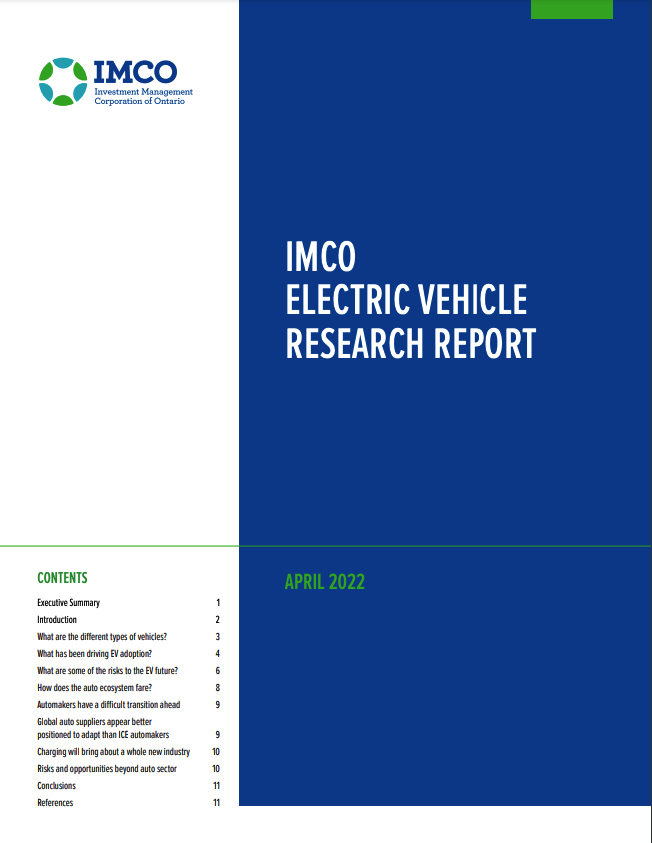 IMCO
Investment Management
Corporation of Ontario
IMCO
ELECTRIC VEHICLE
RESEARCH REPORT
CONTENTS
Executive Summary 1
Introduction 2
What are the different types of vehicles? 3
What has been driving EV adoption? 4
What are some of the risks to the EV future? 6
How does the auto ecosystem fare? 8
Automakers have a difficult transition ahead 9
Global auto suppliers appear better
positioned to adapt than ICE automakers 9
Charging will bring about a whole new industry 10
Risks and opportunities beyond auto sector 10
Conclusions 11
References 11
APRIL 2022